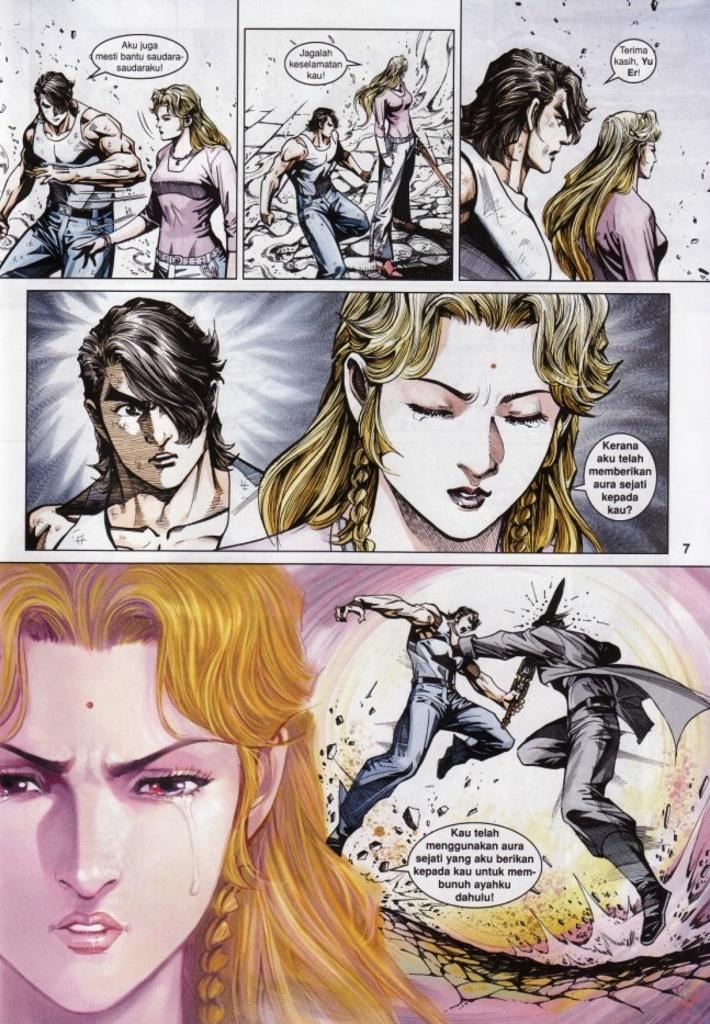 Aku juga
mesti bantu saudara-
saudaraku!
Jagalah
keselamatan
kau!
Terima
kasih, Yu
Er!
Kerana
aku telah
memberikan
aura sejati
kepada
kau?
7
Kau telah
menggunakan aura
sejati yang aku berikan
kepada kau untuk mem-
bunuh ayahku
dahulu!